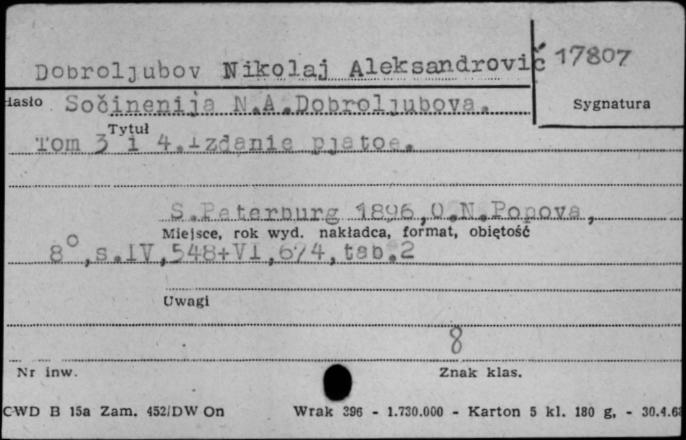 Dobroljubov Nikolaj Aleksandrovič 17807
Hasło Sočinenija N.A.Dobroljubova. Sygnatura
Tytuł
Tom 3 i 4. Izdanie pjatoe.
S.Peterburg 1896, O.N.Popova,
Miejsce, rok wyd. nakładca, format, objętość
8°, s.IV,548+VI,674, tab.2
Uwagi
8
Nr inw. Znak klas.
CWD B 15a Zam. 452/DW On Wrak 396 - 1.730.000 - Karton 5 kl. 180 g. - 30.4.68